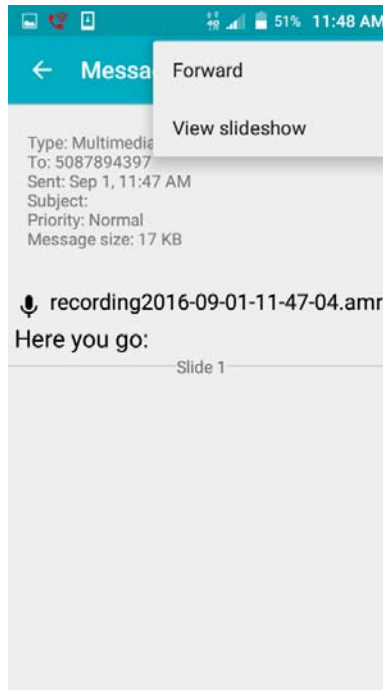 51% 11:48 AM
Messa
Forward
View slideshow
Type: Multimedia
To: 5087894397
Sent: Sep 1, 11:47 AM
Subject:
Priority: Normal
Message size: 17 KB
recording2016-09-01-11-47-04.amr
Here you go:
Slide 1